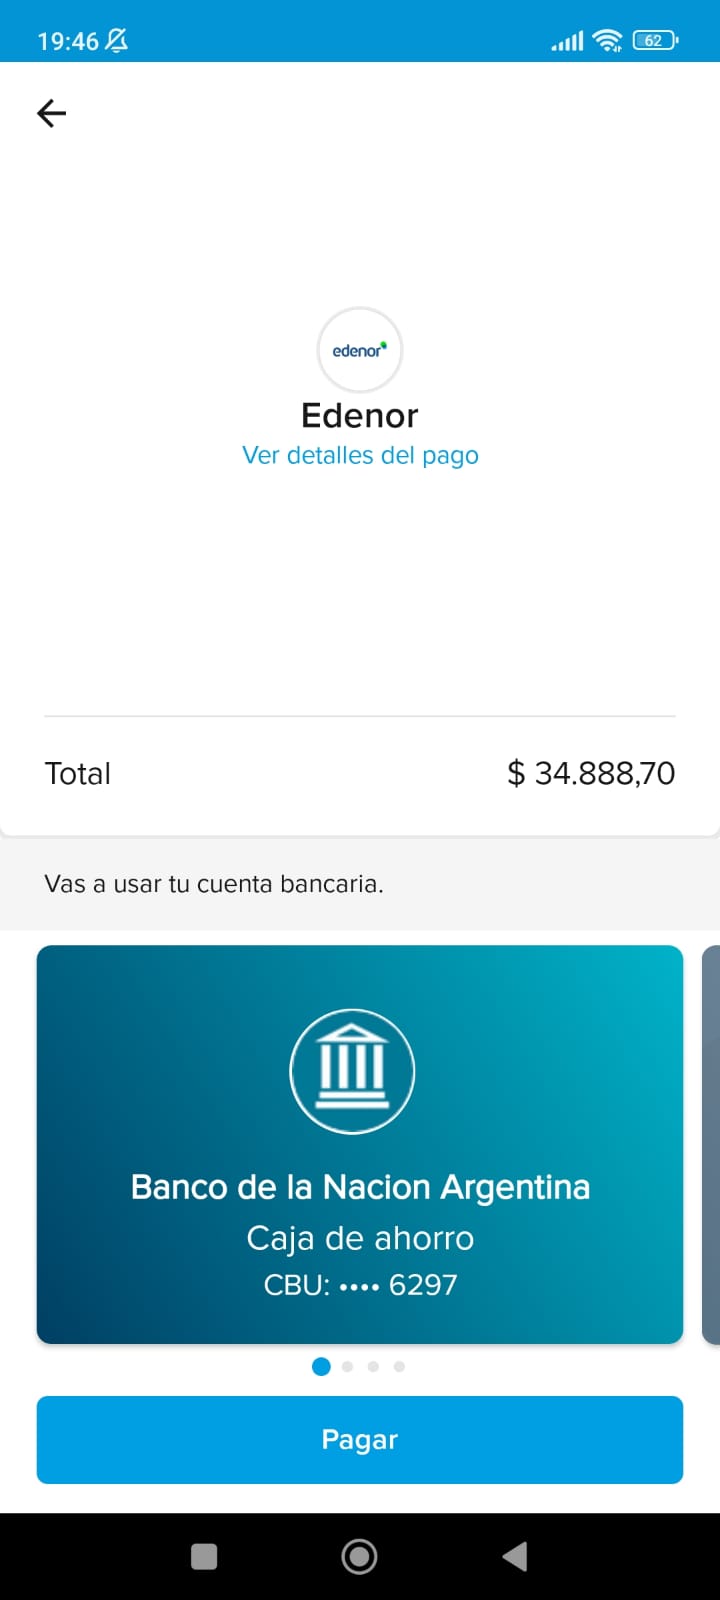 19:46
62
edenor
Edenor
Ver detalles del pago
Total
$ 34.888,70
Vas a usar tu cuenta bancaria.
Banco de la Nacion Argentina
Caja de ahorro
CBU: •••• 6297
Pagar